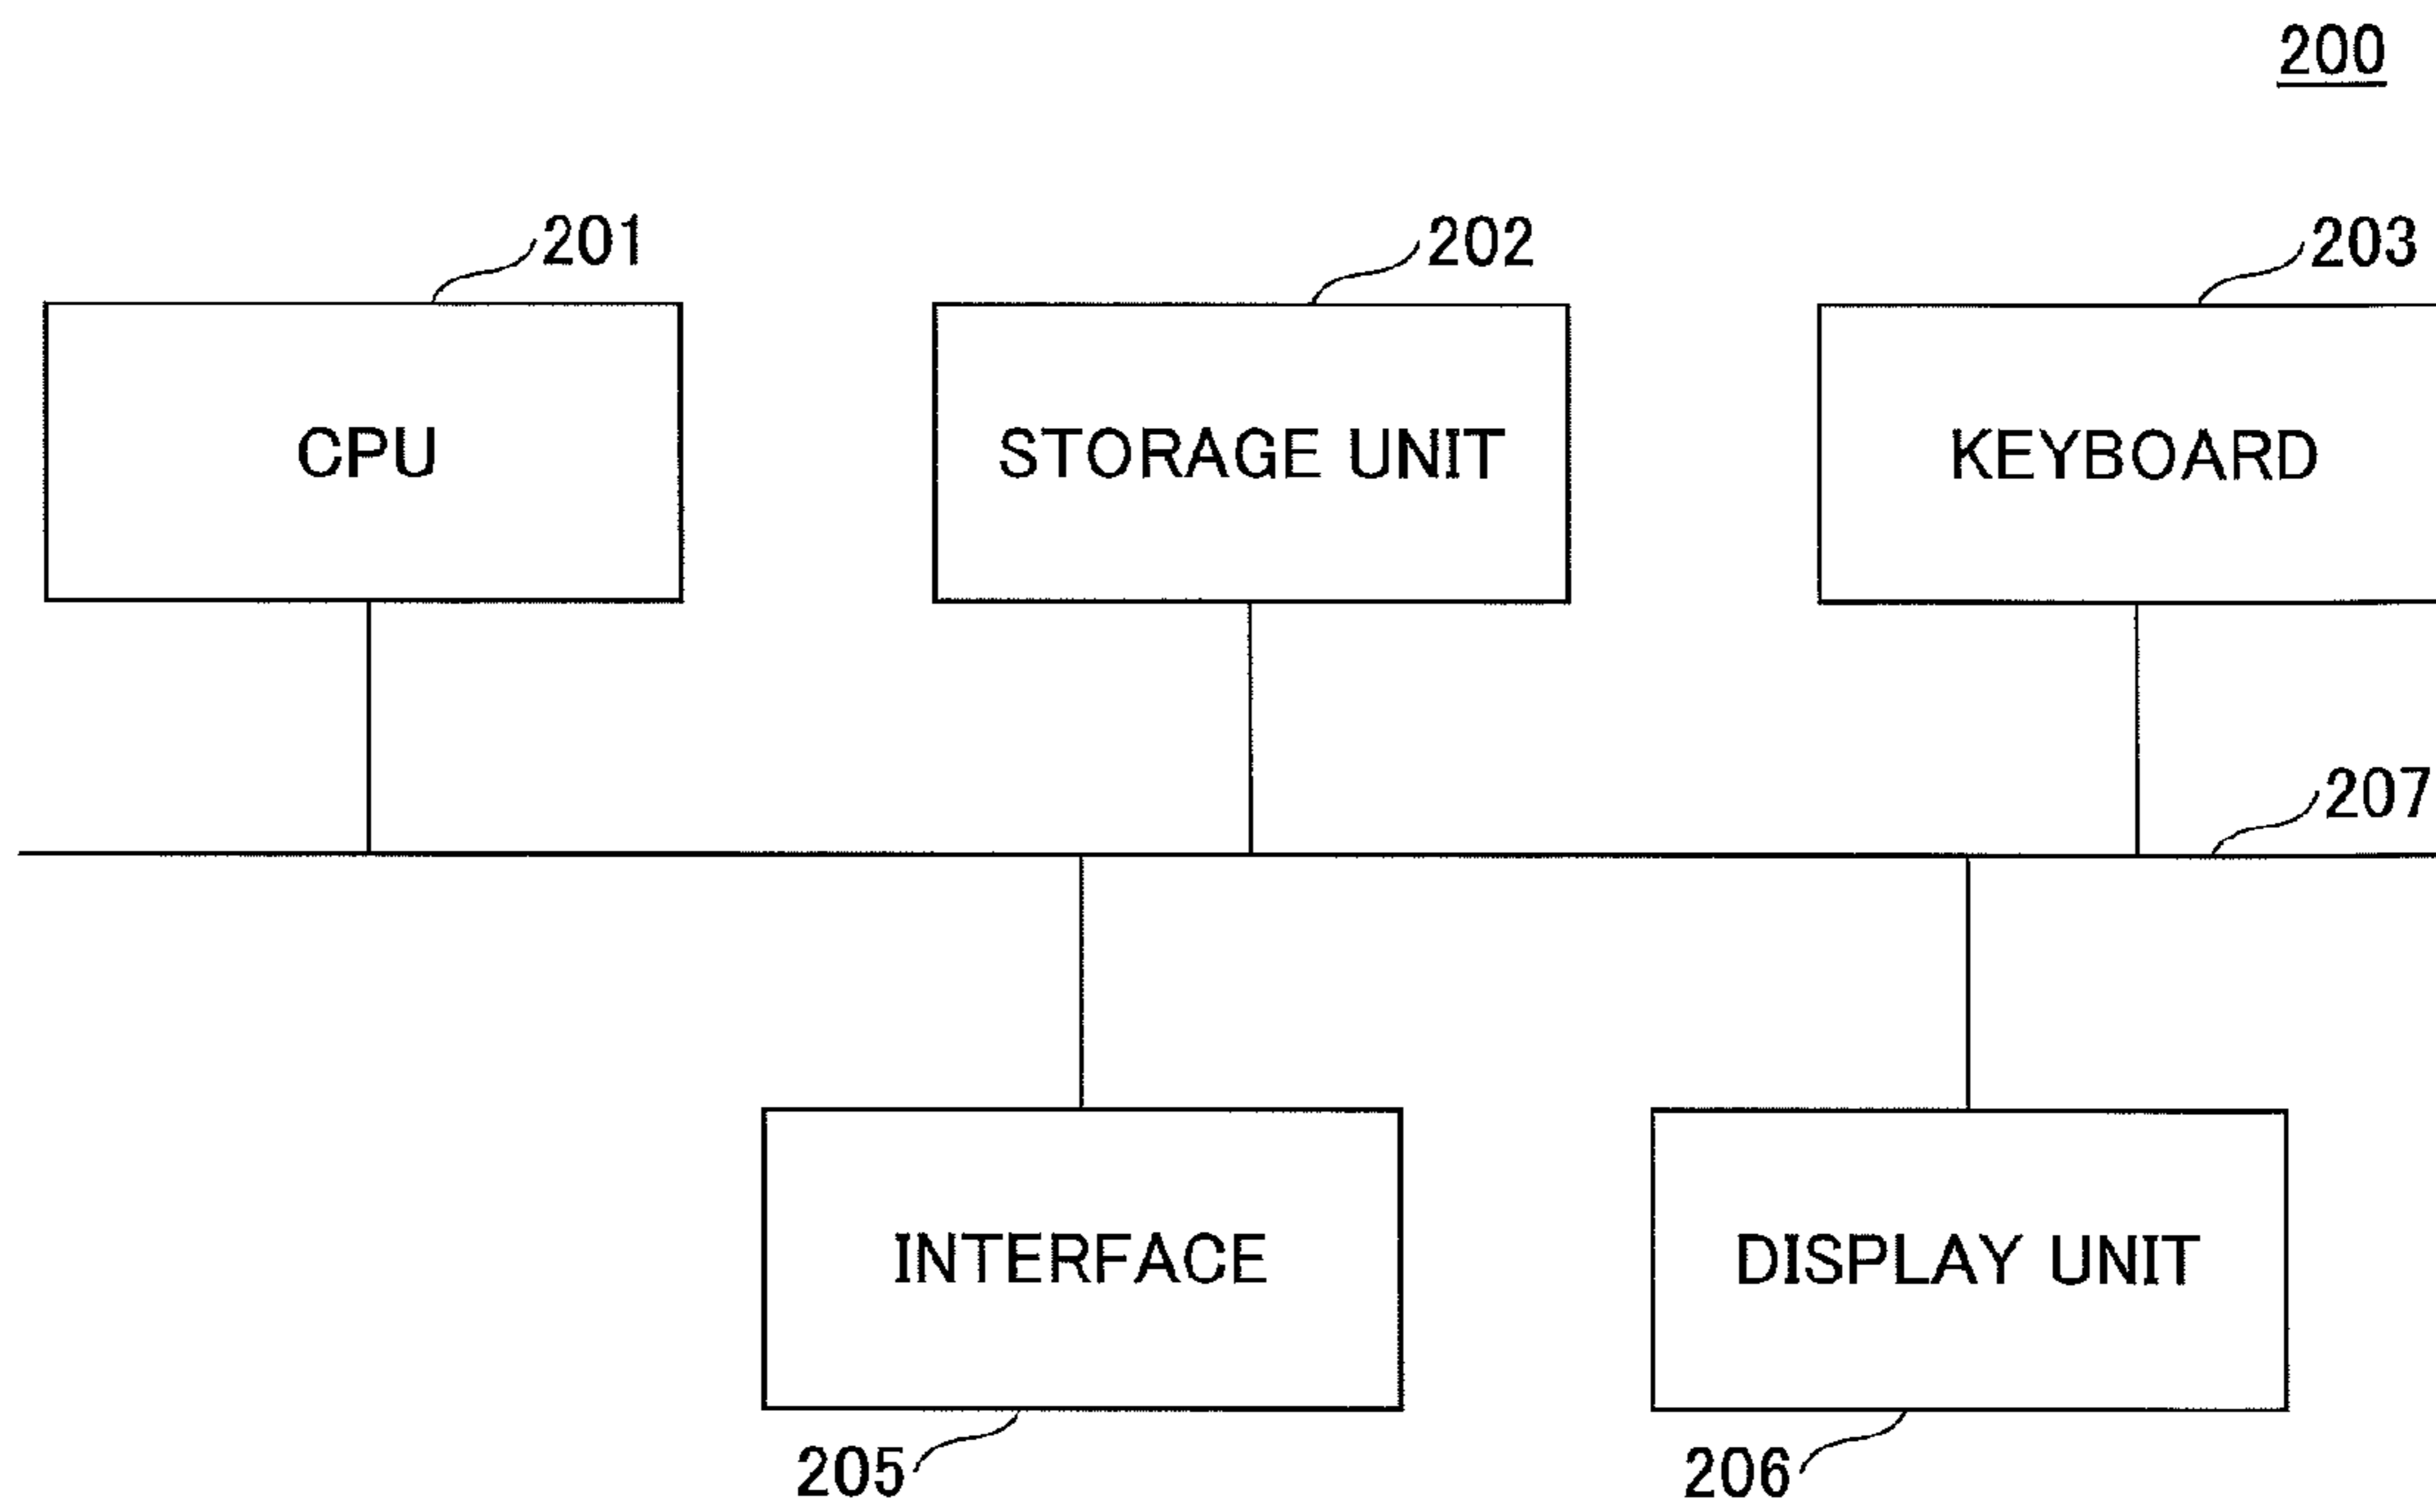 200
201
202
203
CPU
STORAGE UNIT
KEYBOARD
207
INTERFACE
DISPLAY UNIT
205
206